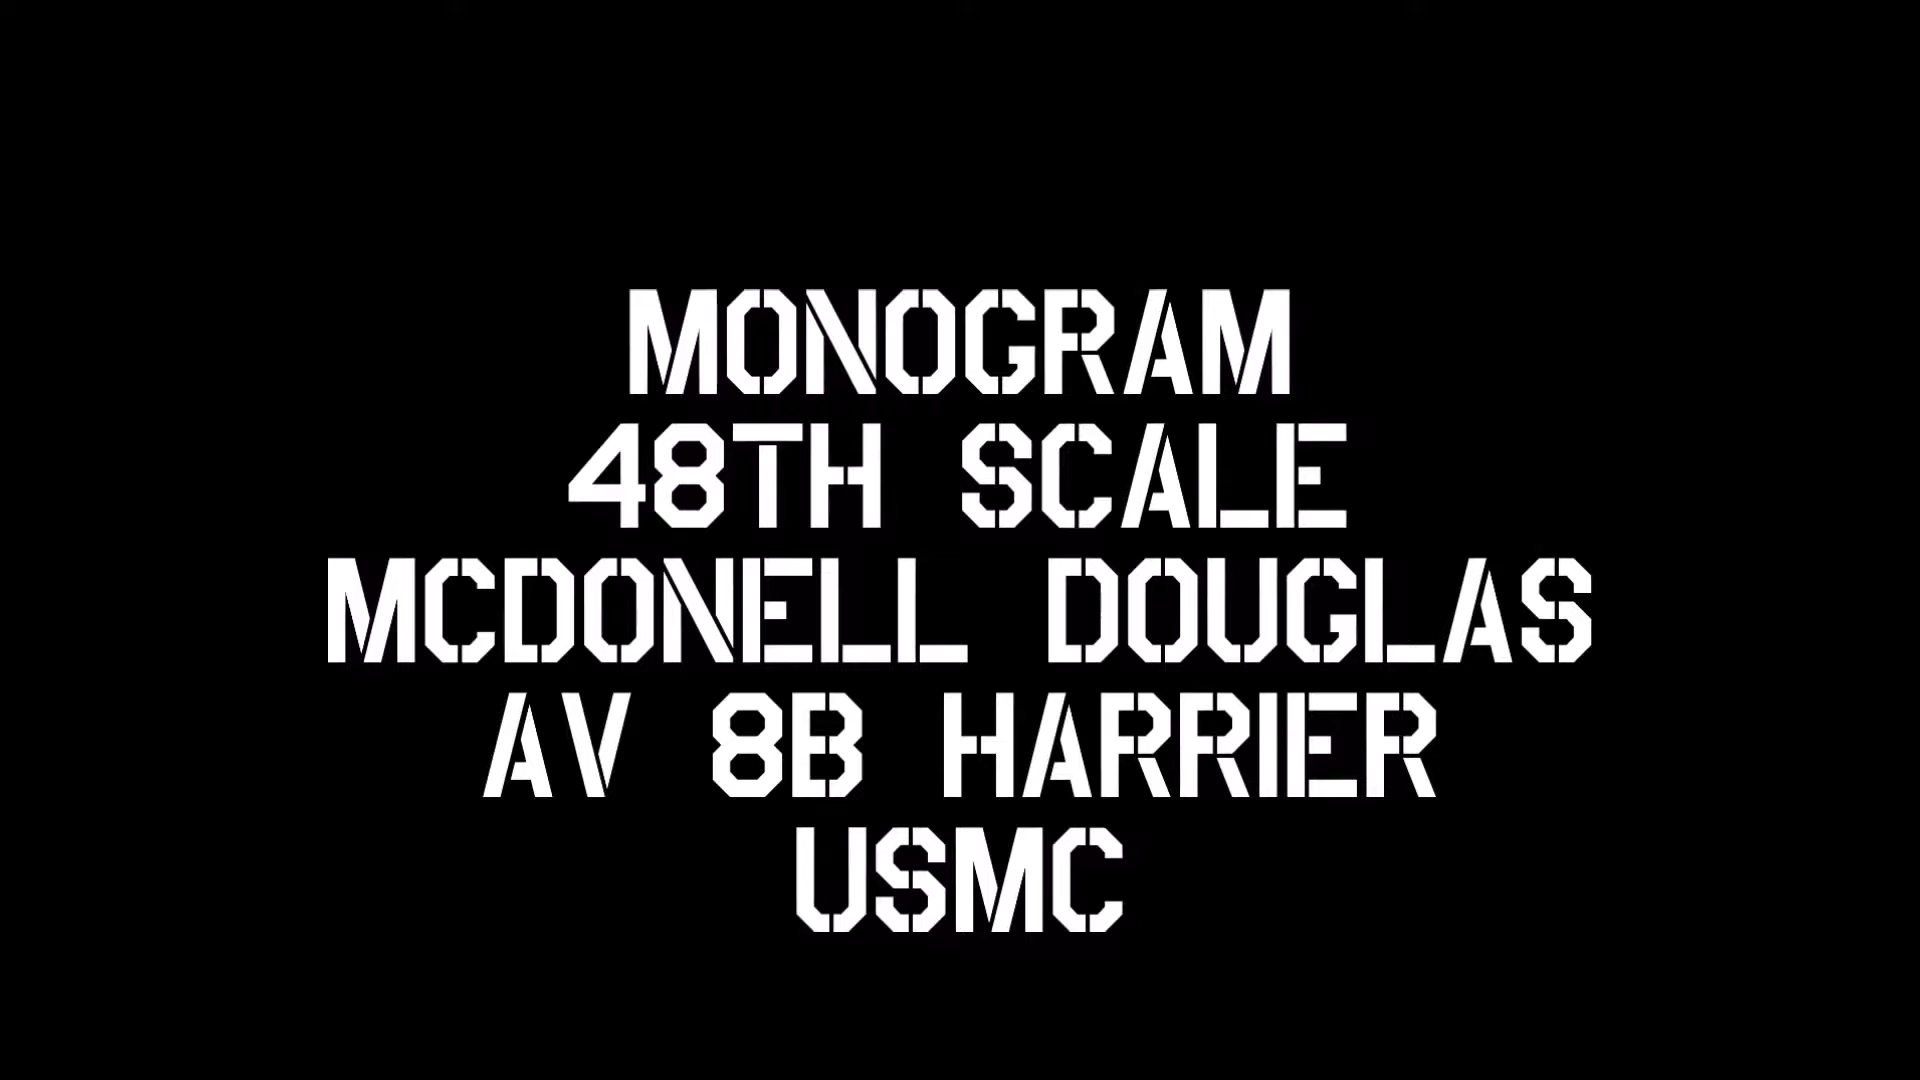 MONOGRAM
48TH SCALE
MCDONELL DOUGLAS
AV 8B HARRIER
USMC